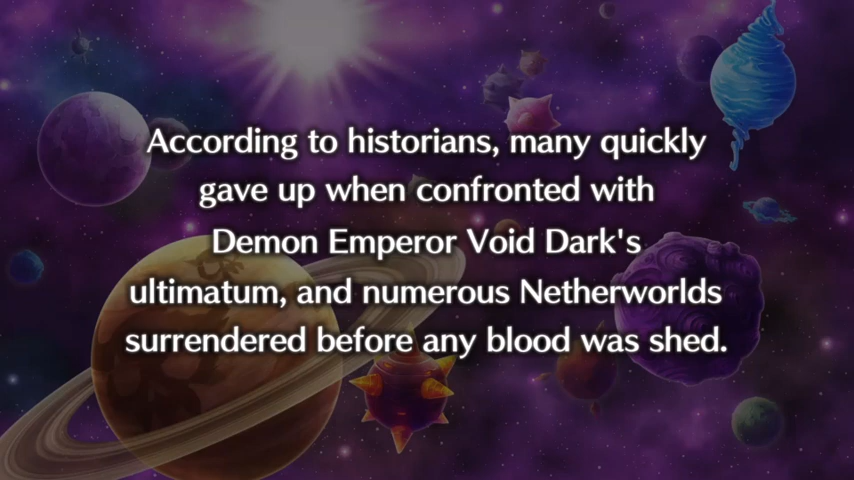 According to historians, many quickly
gave up when confronted with
Demon Emperor Void Dark's
ultimatum, and numerous Netherworlds
surrendered before any blood was shed.